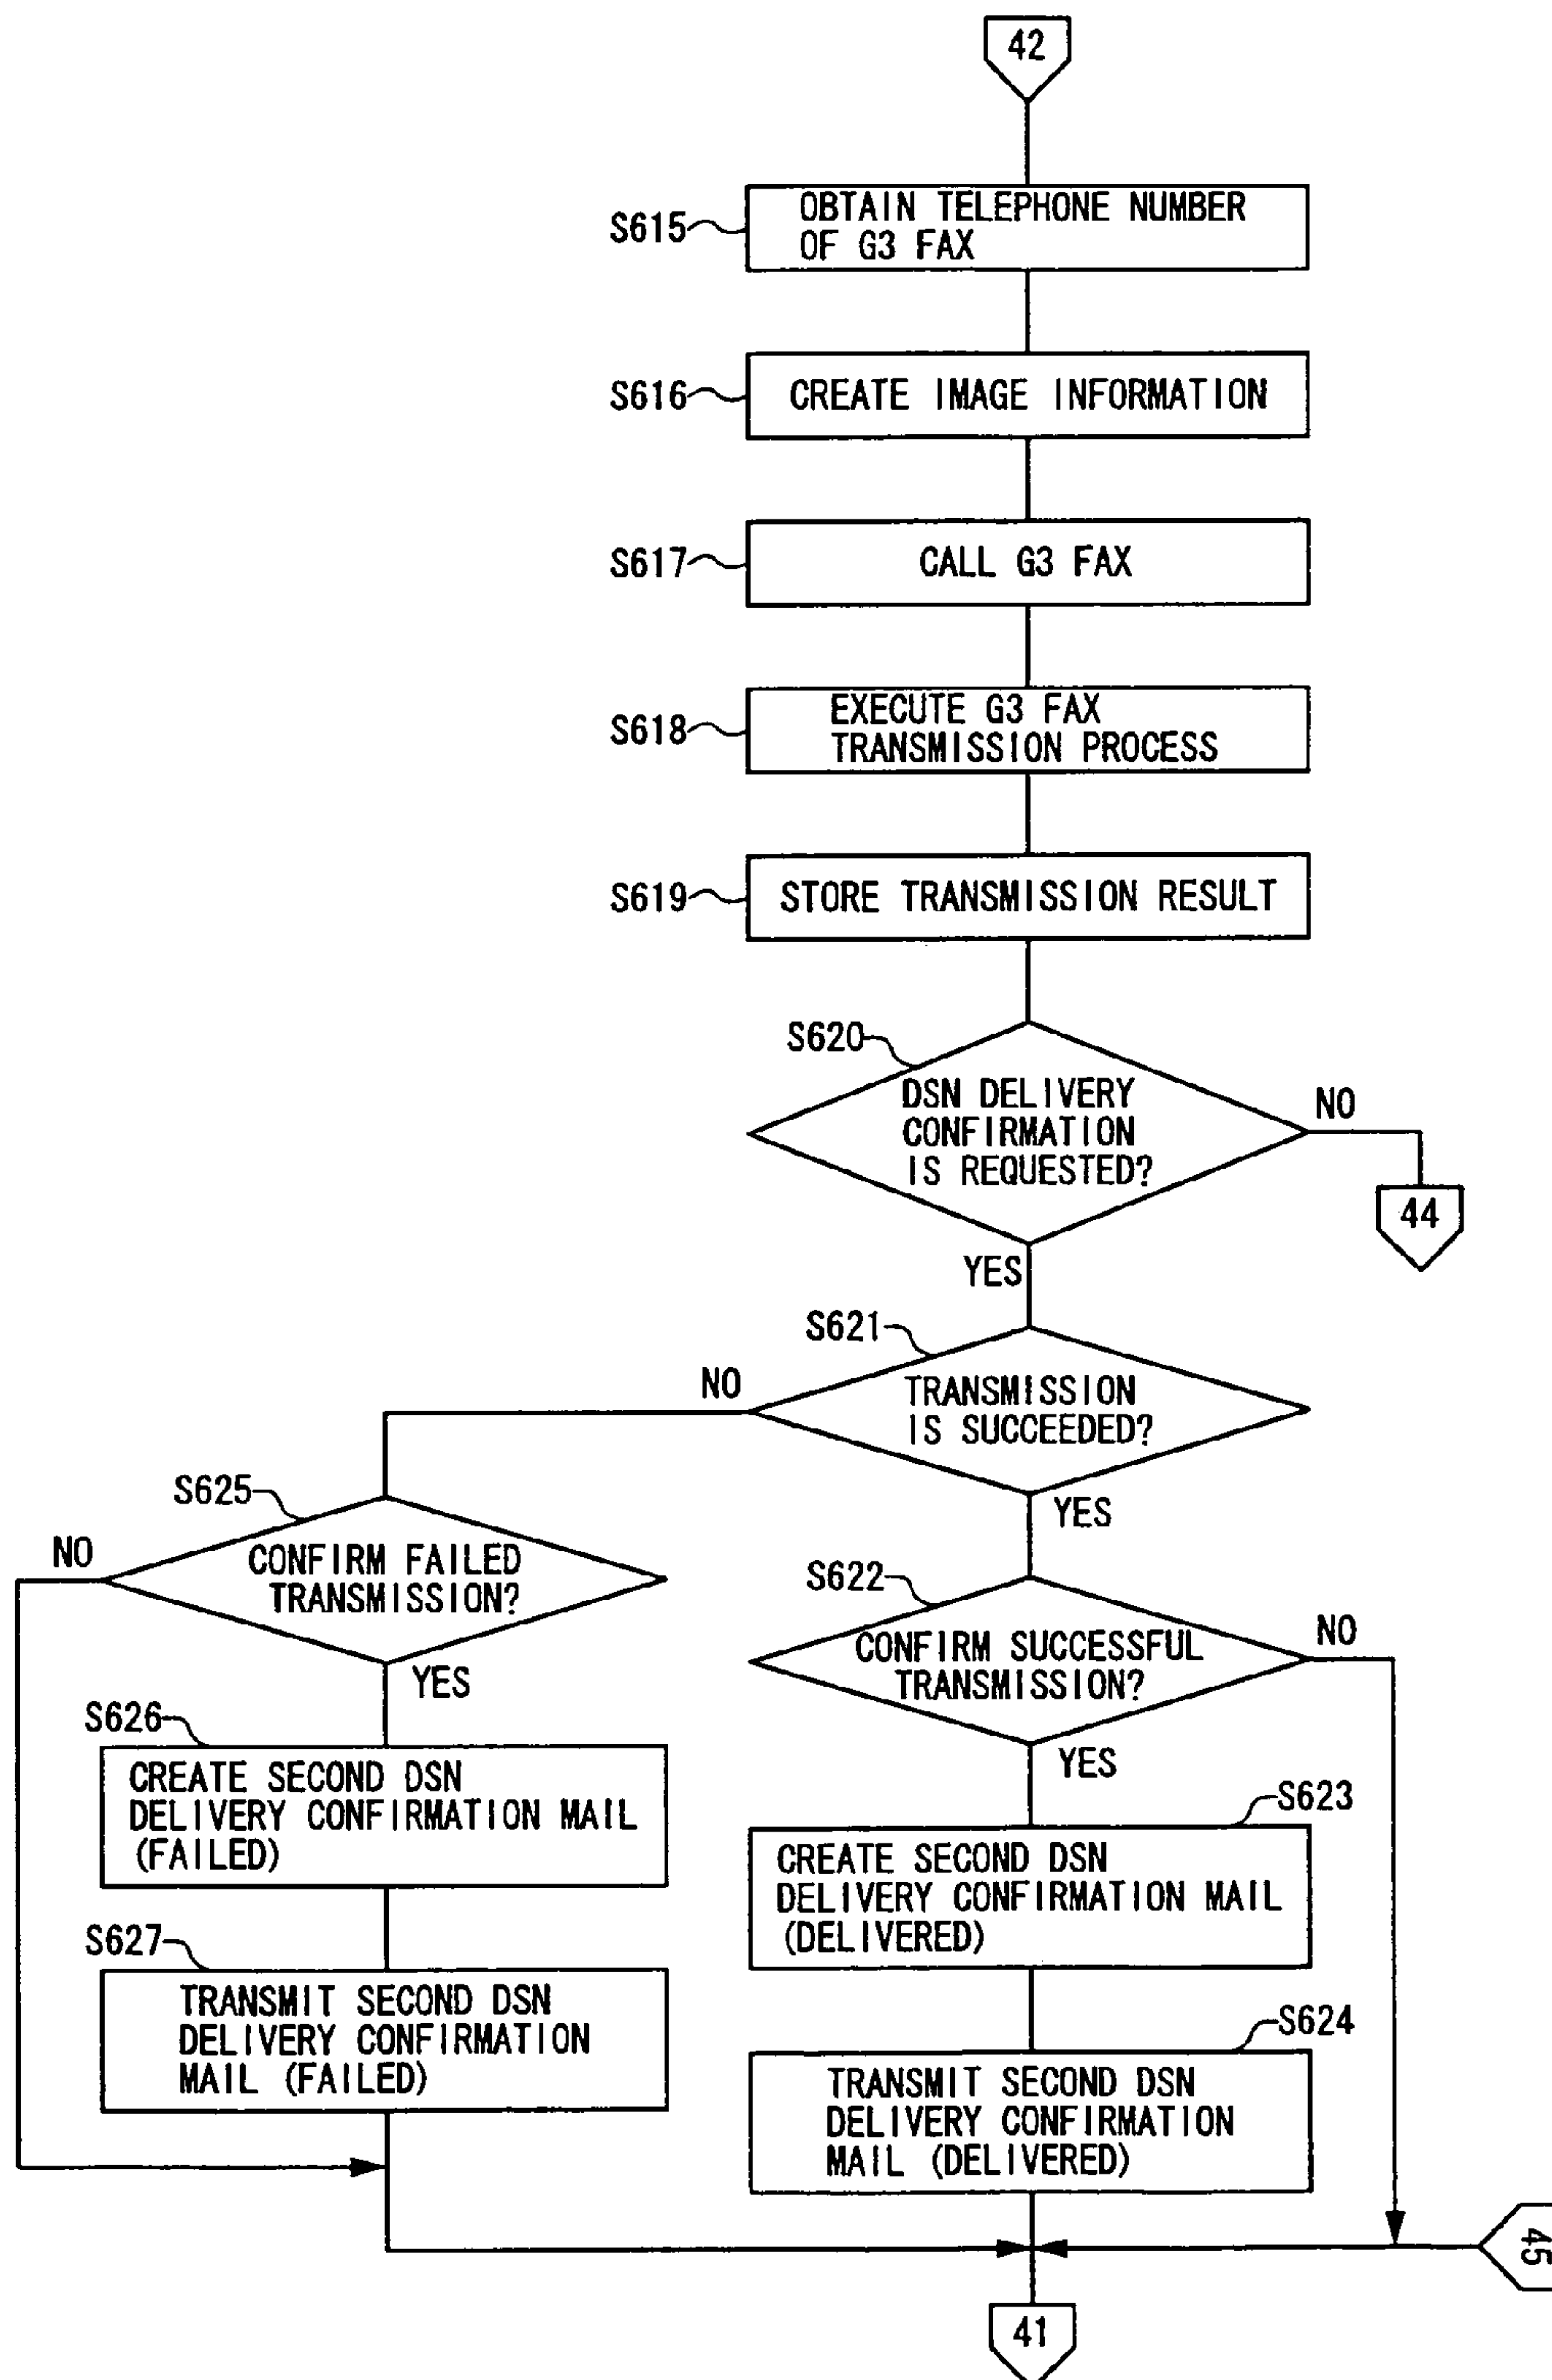 42
S615
OBTAIN TELEPHONE NUMBER
OF G3 FAX
S616
CREATE IMAGE INFORMATION
S617
CALL G3 FAX
S618
EXECUTE G3 FAX
TRANSMISSION PROCESS
S619
STORE TRANSMISSION RESULT
S620
DSN DELIVERY
CONFIRMATION
IS REQUESTED?
NO
44
YES
S621
TRANSMISSION
IS SUCCEEDED?
NO
YES
S625
CONFIRM FAILED
TRANSMISSION?
NO
YES
S622
CONFIRM SUCCESSFUL
TRANSMISSION?
NO
YES
S626
CREATE SECOND DSN
DELIVERY CONFIRMATION MAIL
(FAILED)
S623
CREATE SECOND DSN
DELIVERY CONFIRMATION MAIL
(DELIVERED)
S627
TRANSMIT SECOND DSN
DELIVERY CONFIRMATION
MAIL (FAILED)
S624
TRANSMIT SECOND DSN
DELIVERY CONFIRMATION
MAIL (DELIVERED)
45
41